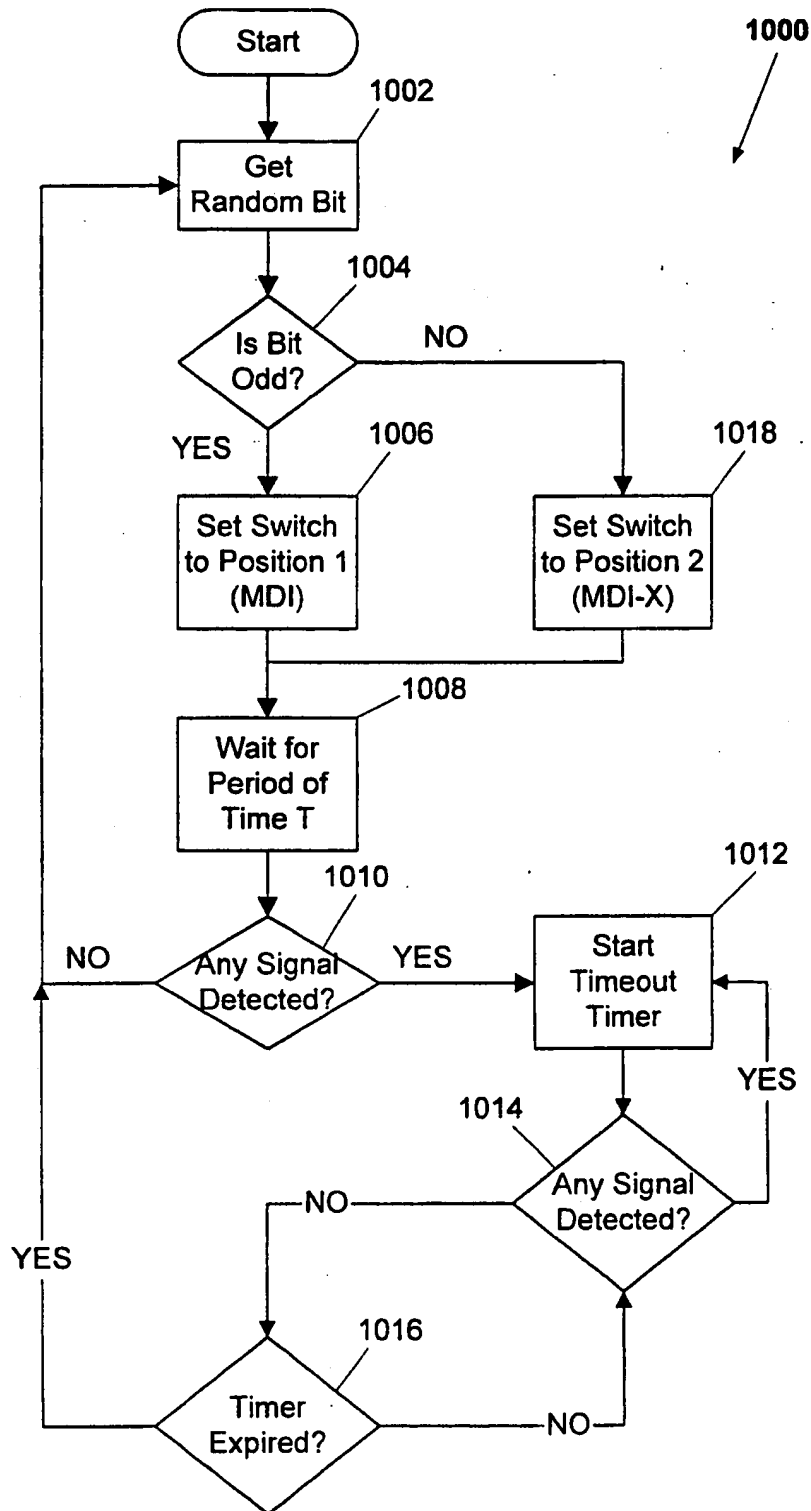 Start
1000
1002
Get
Random Bit
1004
Is Bit
Odd?
NO
YES
1006
1018
Set Switch
to Position 1
(MDI)
Set Switch
to Position 2
(MDI-X)
1008
Wait for
Period of
Time T
1010
1012
NO
Any Signal
Detected?
YES
Start
Timeout
Timer
YES
1014
Any Signal
Detected?
NO
YES
1016
Timer
Expired?
NO